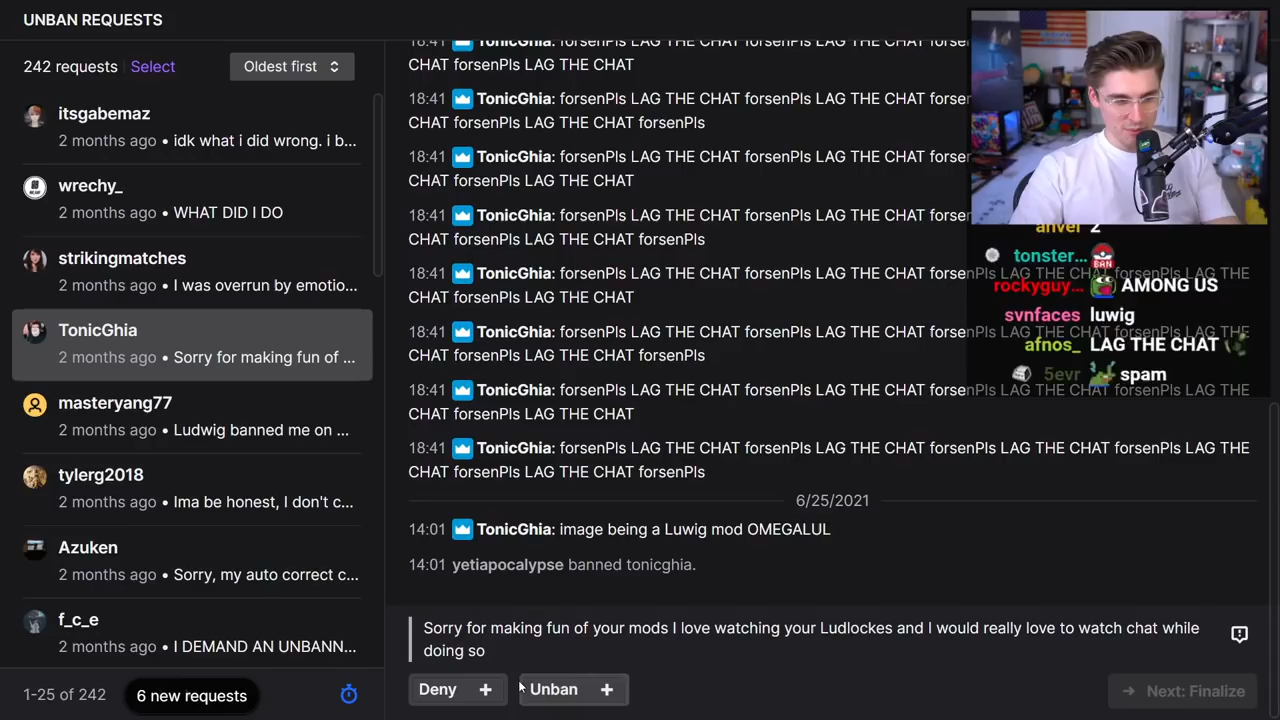 UNBAN REQUESTS
242 requests Select
Oldest first
itsgabemaz
2 months ago • idk what i did wrong. i b...
wrechy_
2 months ago • WHAT DID I DO
strikingmatches
2 months ago • I was overrun by emotio...
TonicGhia
2 months ago • Sorry for making fun of ...
masteryang77
2 months ago • Ludwig banned me on ...
tylerg2018
2 months ago • Ima be honest, I don't c...
Azuken
2 months ago • Sorry, my auto correct c...
f_c_e
2 months ago • I DEMAND AN UNBANN...
1-25 of 242
6 new requests
18:41 TonicGhia: forsenPls LAG THE CHAT forsenPls LAG THE
CHAT forsenPls LAG THE CHAT
18:41 TonicGhia: forsenPls LAG THE CHAT forsenPls LAG THE CHAT forse
CHAT forsenPls LAG THE CHAT forsenPls
18:41 TonicGhia: forsenPls LAG THE CHAT forsenPls LAG THE CHAT forse
CHAT forsenPls LAG THE CHAT
18:41 TonicGhia: forsenPls LAG THE CHAT forsenPls LAG THE CHAT forse
CHAT forsenPls LAG THE CHAT forsenPls
18:41 TonicGhia: forsenPls LAG THE CHAT forsenPls LAG THE CHAT forsenPls LAG THE CHAT forsenPls LAG THE
CHAT forsenPls LAG THE CHAT
18:41 TonicGhia: forsenPls LAG THE CHAT forsenPls LAG THE CHAT forsenPls LAG THE CHAT forsenPls LAG THE
CHAT forsenPls LAG THE CHAT forsenPls
18:41 TonicGhia: forsenPls LAG THE CHAT forsenPls LAG THE CHAT forsenPls LAG THE CHAT forsenPls LAG THE
CHAT forsenPls LAG THE CHAT
18:41 TonicGhia: forsenPls LAG THE CHAT forsenPls LAG THE CHAT forsenPls LAG THE CHAT forsenPls LAG THE
CHAT forsenPls LAG THE CHAT forsenPls
6/25/2021
14:01 TonicGhia: image being a Luwig mod OMEGALUL
14:01 yetiapocalypse banned tonicghia.
Sorry for making fun of your mods I love watching your Ludlockes and I would really love to watch chat while
doing so
Deny +
Unban +
Next: Finalize
anvel 2
tonster... BAN
rockyguy... AMONG US
svnfaces luwig
afnos_ LAG THE CHAT
5evr spam